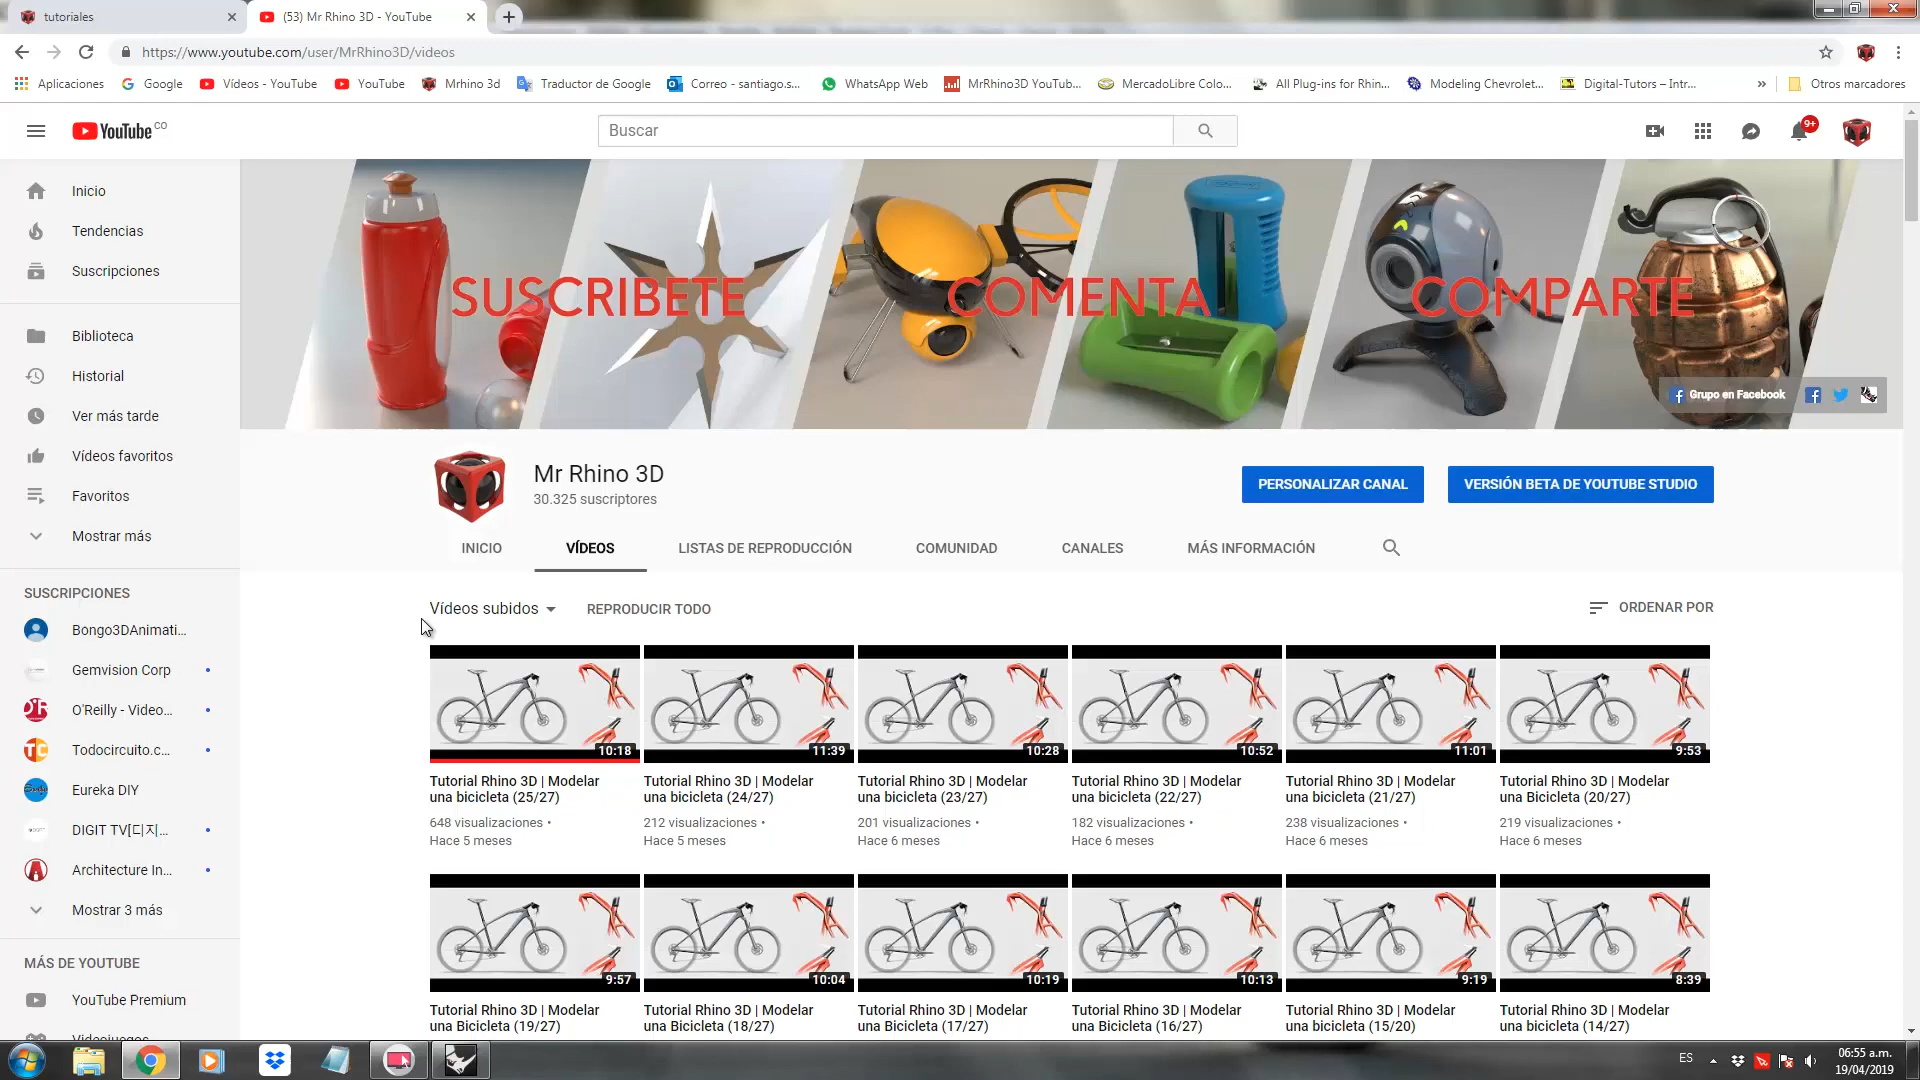 tutoriales
(53) Mr Rhino 3D - YouTube
https://www.youtube.com/user/MrRhino3D/videos
Aplicaciones
Google
Vídeos - YouTube
YouTube
Mrhino 3d
Traductor de Google
Correo - santiago.s...
WhatsApp Web
MrRhino3D YouTub...
MercadoLibre Colo...
All Plug-ins for Rhin...
Modeling Chevrolet...
Digital-Tutors – Intr...
»
Otros marcadores
YouTube CO
Buscar
9+
Inicio
Tendencias
Suscripciones
Biblioteca
Historial
Ver más tarde
Vídeos favoritos
Favoritos
Mostrar más
SUSCRIPCIONES
Bongo3DAnimati...
Gemvision Corp
O'Reilly - Video...
Todocircuito.c...
Eureka DIY
DIGIT TV[디지...
Architecture In...
Mostrar 3 más
MÁS DE YOUTUBE
YouTube Premium
Videojuegos
SUSCRIBETE
COMENTA
COMPARTE
Grupo en Facebook
Mr Rhino 3D
30.325 suscriptores
PERSONALIZAR CANAL
VERSIÓN BETA DE YOUTUBE STUDIO
INICIO
VÍDEOS
LISTAS DE REPRODUCCIÓN
COMUNIDAD
CANALES
MÁS INFORMACIÓN
Vídeos subidos
REPRODUCIR TODO
ORDENAR POR
10:18
Tutorial Rhino 3D | Modelar
una bicicleta (25/27)
648 visualizaciones •
Hace 5 meses
11:39
Tutorial Rhino 3D | Modelar
una bicicleta (24/27)
212 visualizaciones •
Hace 5 meses
10:28
Tutorial Rhino 3D | Modelar
una bicicleta (23/27)
201 visualizaciones •
Hace 6 meses
10:52
Tutorial Rhino 3D | Modelar
una bicicleta (22/27)
182 visualizaciones •
Hace 6 meses
11:01
Tutorial Rhino 3D | Modelar
una bicicleta (21/27)
238 visualizaciones •
Hace 6 meses
9:53
Tutorial Rhino 3D | Modelar
una Bicicleta (20/27)
219 visualizaciones •
Hace 6 meses
9:57
Tutorial Rhino 3D | Modelar
una Bicicleta (19/27)
10:04
Tutorial Rhino 3D | Modelar
una Bicicleta (18/27)
10:19
Tutorial Rhino 3D | Modelar
una Bicicleta (17/27)
10:13
Tutorial Rhino 3D | Modelar
una Bicicleta (16/27)
9:19
Tutorial Rhino 3D | Modelar
una Bicicleta (15/20)
8:39
Tutorial Rhino 3D | Modelar
una Bicicleta (14/27)
ES
06:55 a.m.
19/04/2019